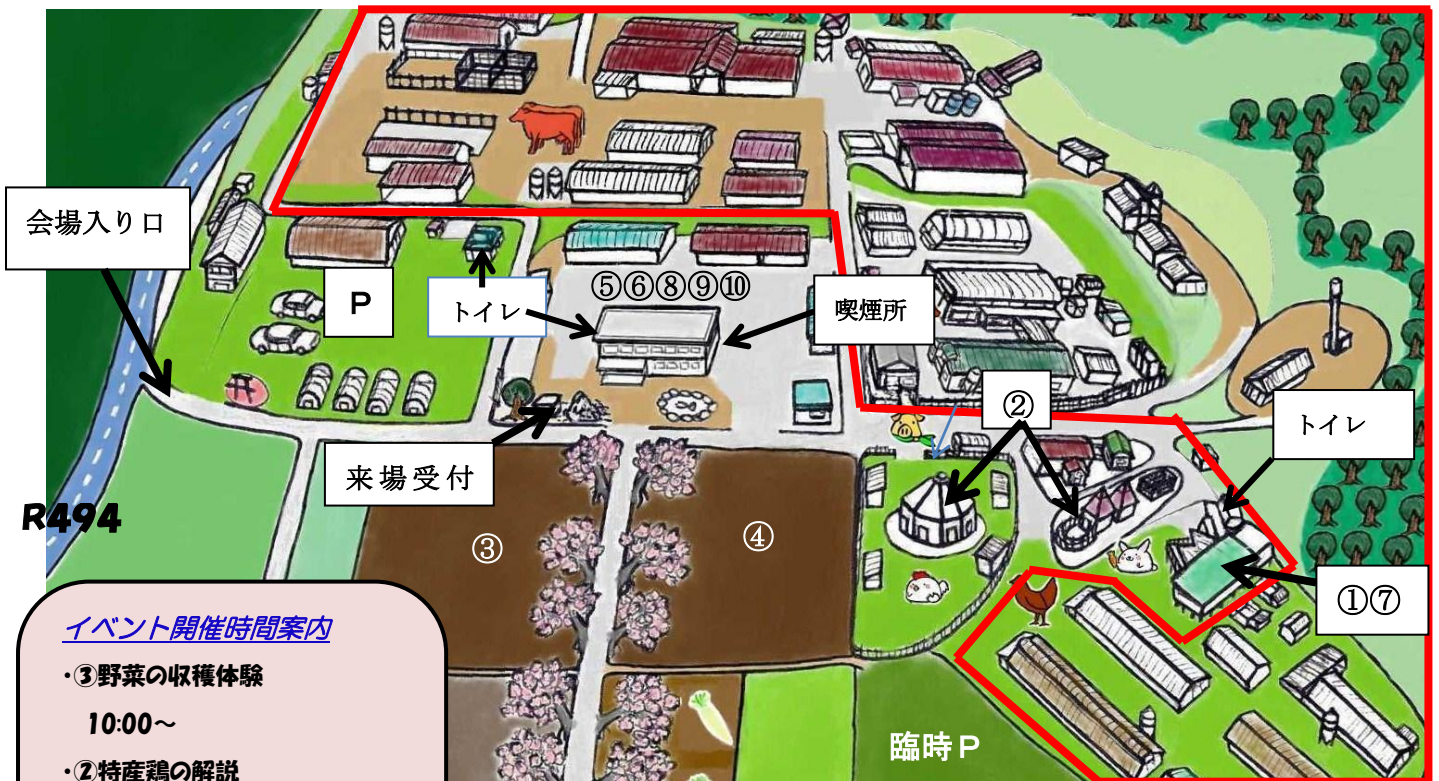 会場入り口
P
トイレ
⑤⑥⑧⑨⑩
喫煙所
②
トイレ
来場受付
R494
③
④
①⑦
臨時P
イベント開催時間案内
・③野菜の収穫体験
10:00～
・②特産鶏の解説